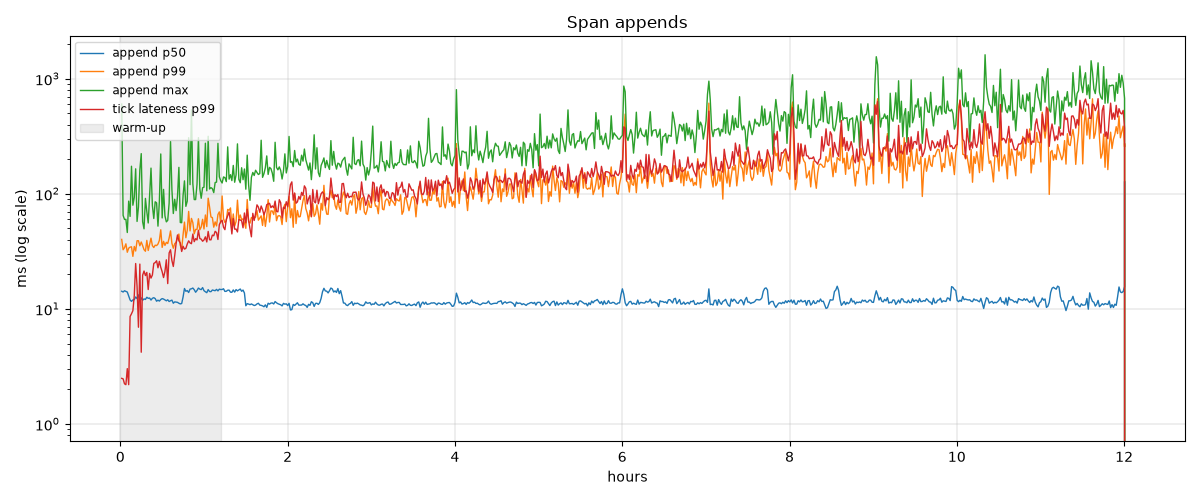 Span appends
append p50
append p99
append max
tick lateness p99
warm-up
ms (log scale)
10³
10²
10¹
10⁰
0 2 4 6 8 10 12
hours